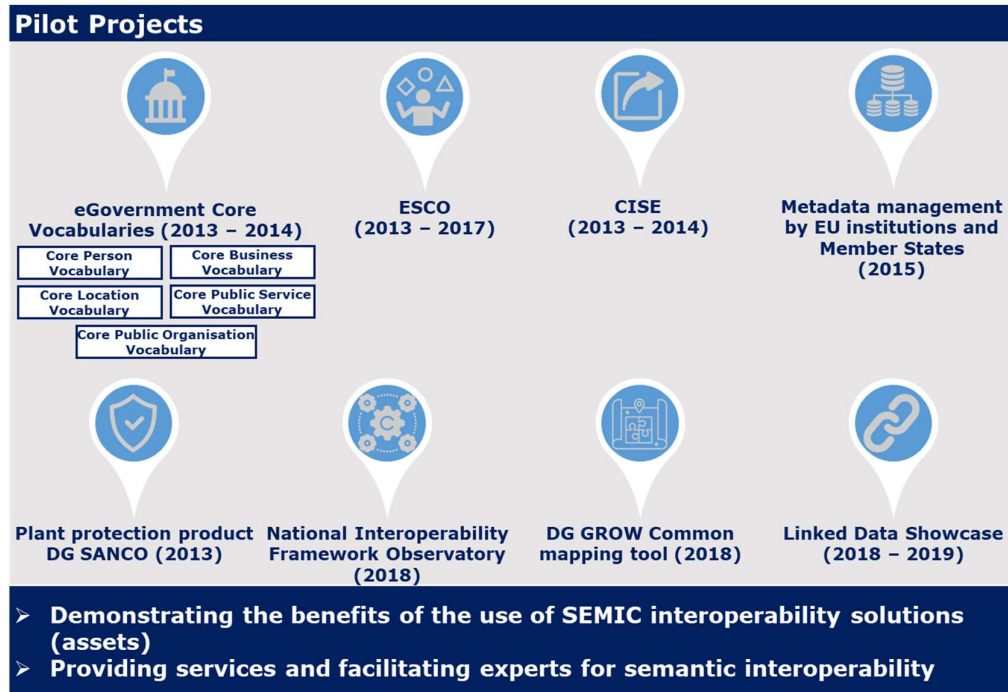 Pilot Projects
eGovernment Core
Vocabularies (2013 – 2014)
Core Person
Vocabulary
Core Business
Vocabulary
Core Location
Vocabulary
Core Public Service
Vocabulary
Core Public Organisation
Vocabulary
ESCO
(2013 – 2017)
CISE
(2013 – 2014)
Metadata management
by EU institutions and
Member States
(2015)
Plant protection product
DG SANCO (2013)
National Interoperability
Framework Observatory
(2018)
DG GROW Common
mapping tool (2018)
Linked Data Showcase
(2018 – 2019)
➢ Demonstrating the benefits of the use of SEMIC interoperability solutions
(assets)
➢ Providing services and facilitating experts for semantic interoperability